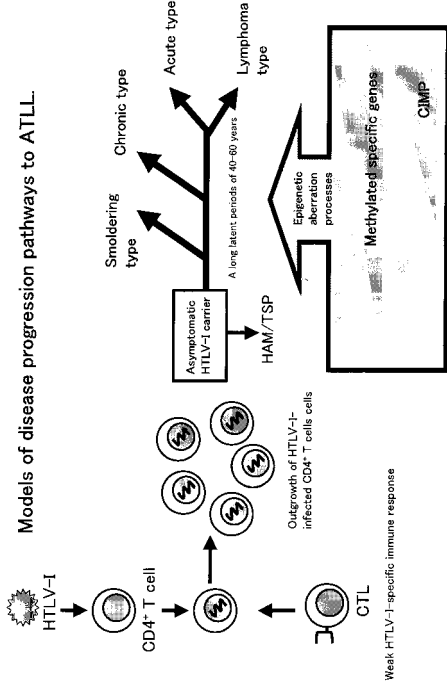 Models of disease progression pathways to ATLL.
HTLV-I
CD4⁺ T cell
CTL
Weak HTLV-I-specific immune response
Outgrowth of HTLV-I-
infected CD4⁺ T cells cells
Asymptomatic
HTLV-I carrier
HAM/TSP
Smoldering
type
Chronic type
Acute type
Lymphoma
type
A long latent periods of 40-60 years
Epigenetic
aberration
processes
Methylated specific genes
CIMP